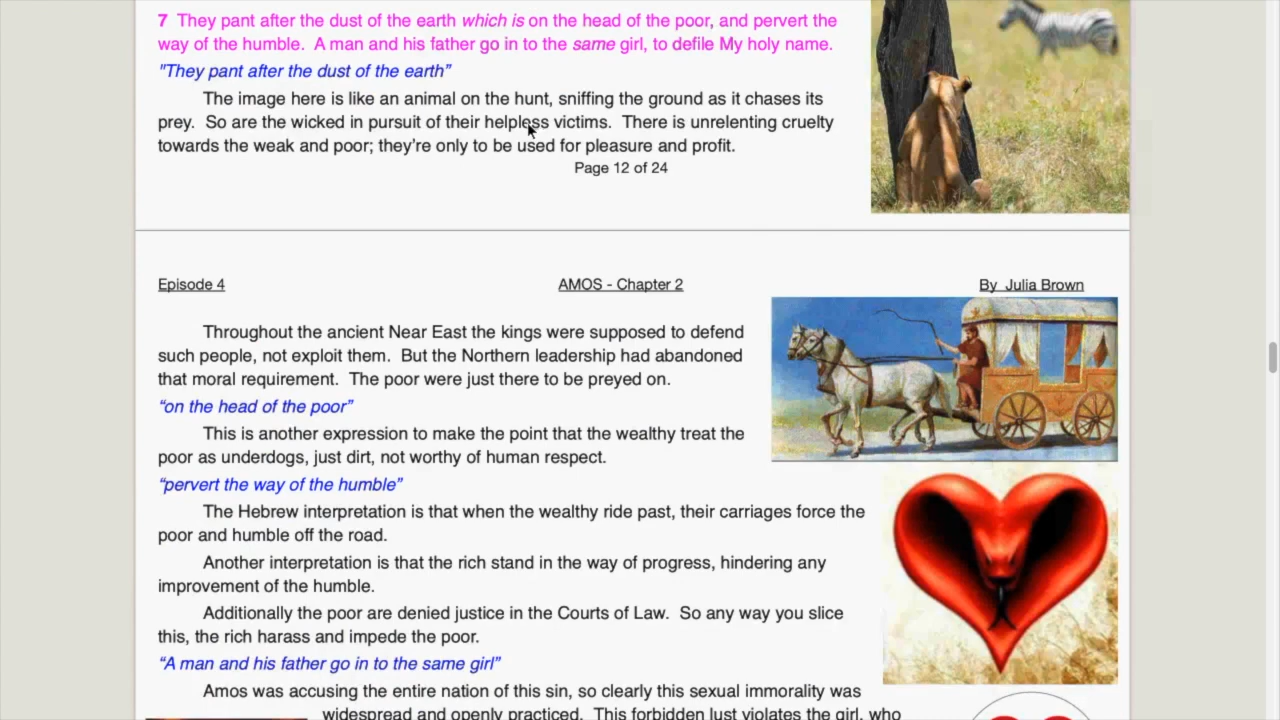 7  They pant after the dust of the earth which is on the head of the poor, and pervert the
way of the humble.  A man and his father go in to the same girl, to defile My holy name.
"They pant after the dust of the earth”
The image here is like an animal on the hunt, sniffing the ground as it chases its
prey.  So are the wicked in pursuit of their helpless victims.  There is unrelenting cruelty
towards the weak and poor; they’re only to be used for pleasure and profit.
Page 12 of 24
Episode 4 AMOS - Chapter 2 By  Julia Brown
Throughout the ancient Near East the kings were supposed to defend
such people, not exploit them.  But the Northern leadership had abandoned
that moral requirement.  The poor were just there to be preyed on.
“on the head of the poor”
This is another expression to make the point that the wealthy treat the
poor as underdogs, just dirt, not worthy of human respect.
“pervert the way of the humble”
The Hebrew interpretation is that when the wealthy ride past, their carriages force the
poor and humble off the road.
Another interpretation is that the rich stand in the way of progress, hindering any
improvement of the humble.
Additionally the poor are denied justice in the Courts of Law.  So any way you slice
this, the rich harass and impede the poor.
“A man and his father go in to the same girl”
Amos was accusing the entire nation of this sin, so clearly this sexual immorality was
widespread and openly practiced.  This forbidden lust violates the girl, who